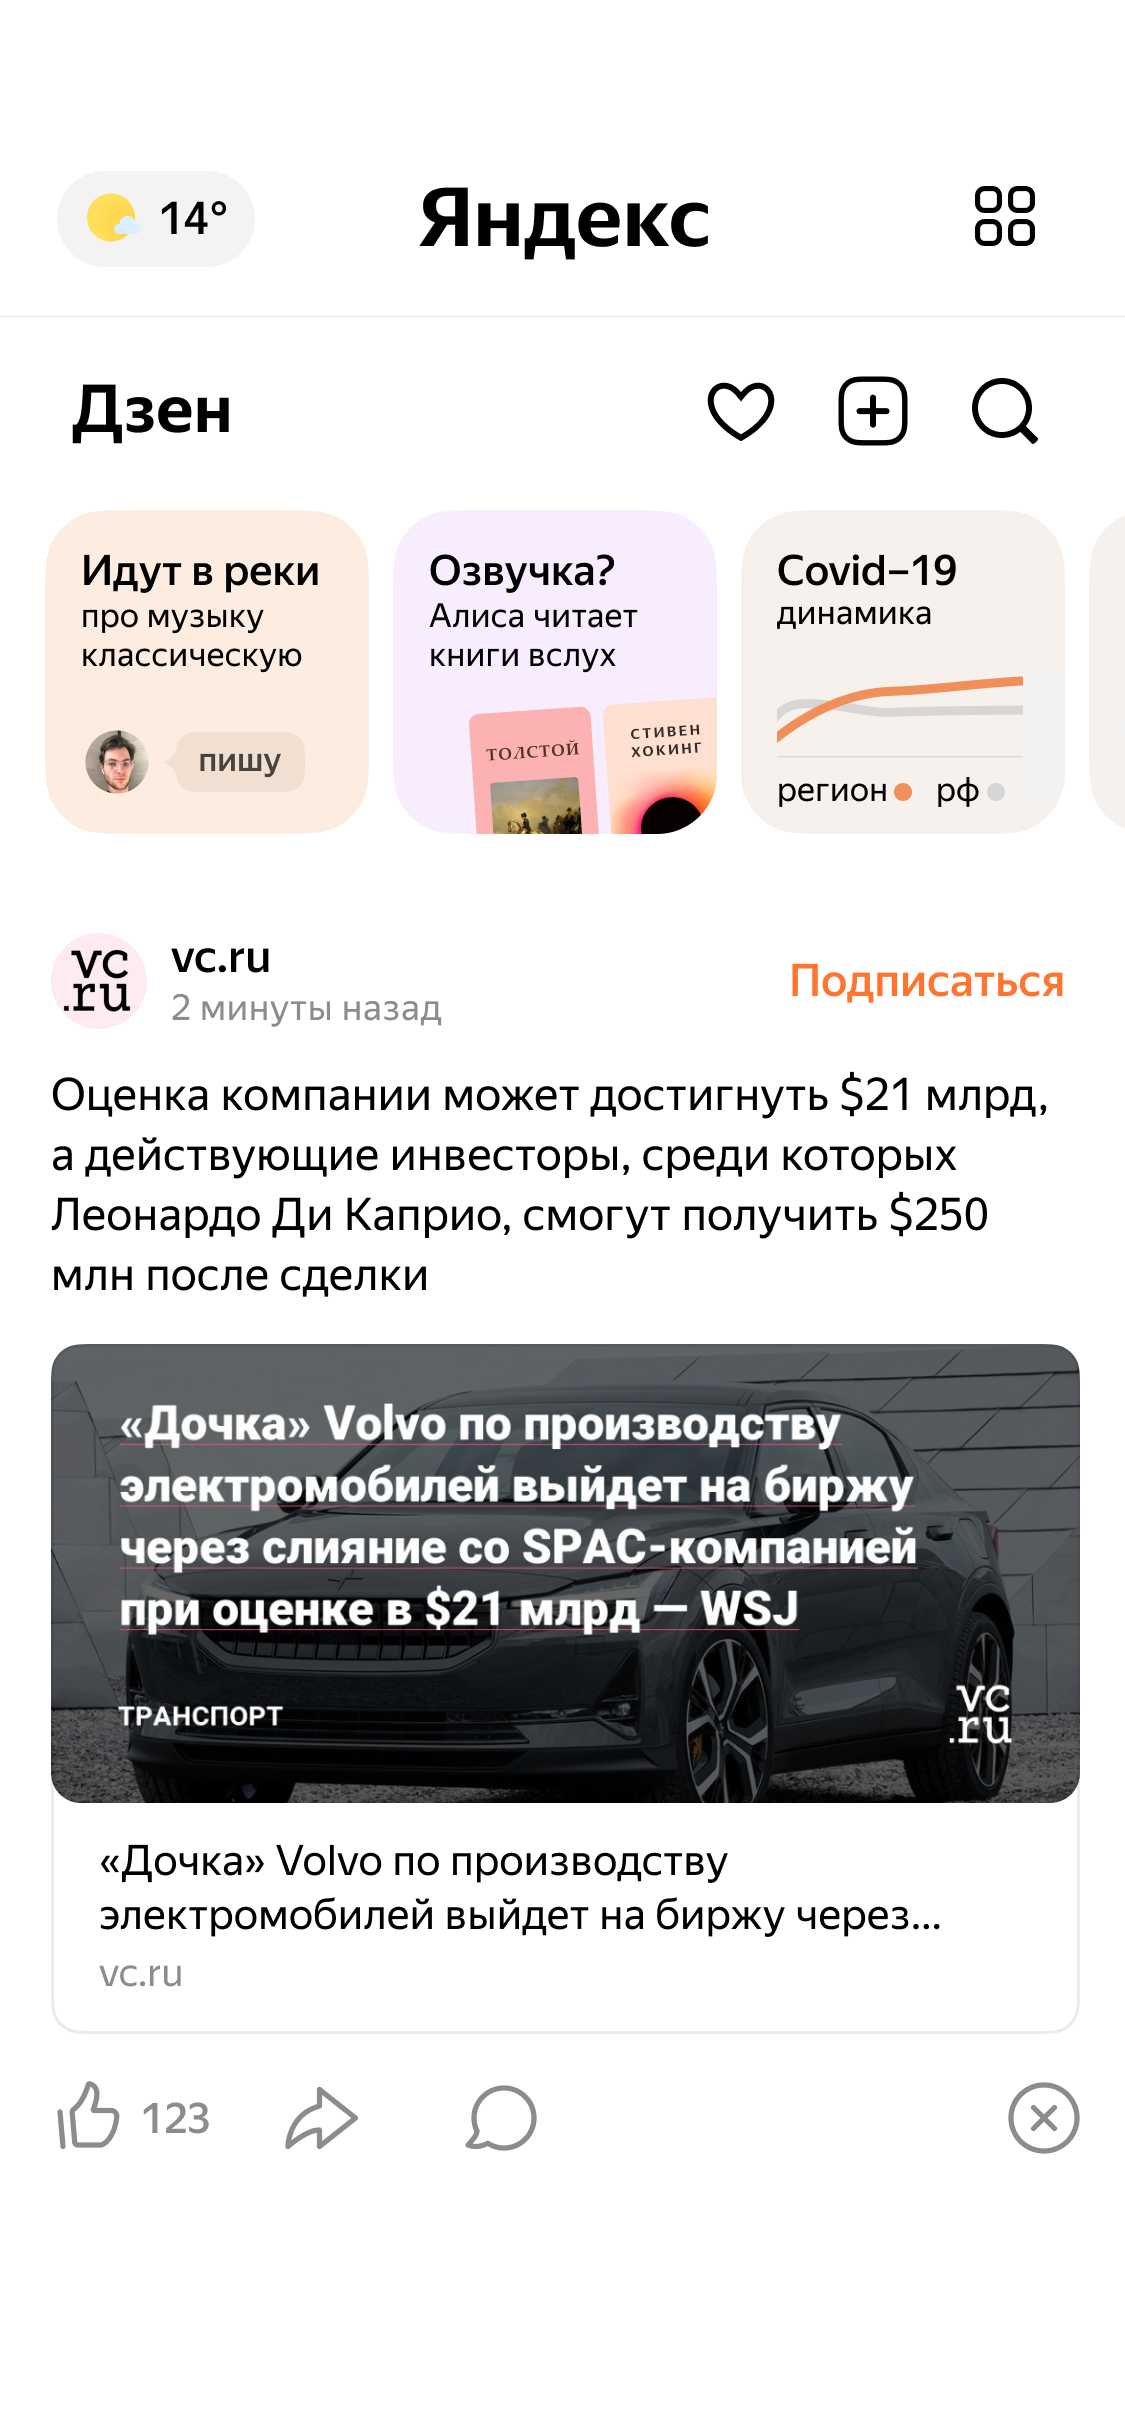 14°
Яндекс
Дзен
Идут в реки
про музыку
классическую
пишу
Озвучка?
Алиса читает
книги вслух
ТОЛСТОЙ
СТИВЕН
ХОКИНГ
Covid–19
динамика
регион
рф
vc
.ru
vc.ru
2 минуты назад
Подписаться
Оценка компании может достигнуть $21 млрд,
а действующие инвесторы, среди которых
Леонардо Ди Каприо, смогут получить $250
млн после сделки
«Дочка» Volvo по производству
электромобилей выйдет на биржу
через слияние со SPAC-компанией
при оценке в $21 млрд — WSJ
ТРАНСПОРТ
vc
.ru
«Дочка» Volvo по производству
электромобилей выйдет на биржу через...
vc.ru
123